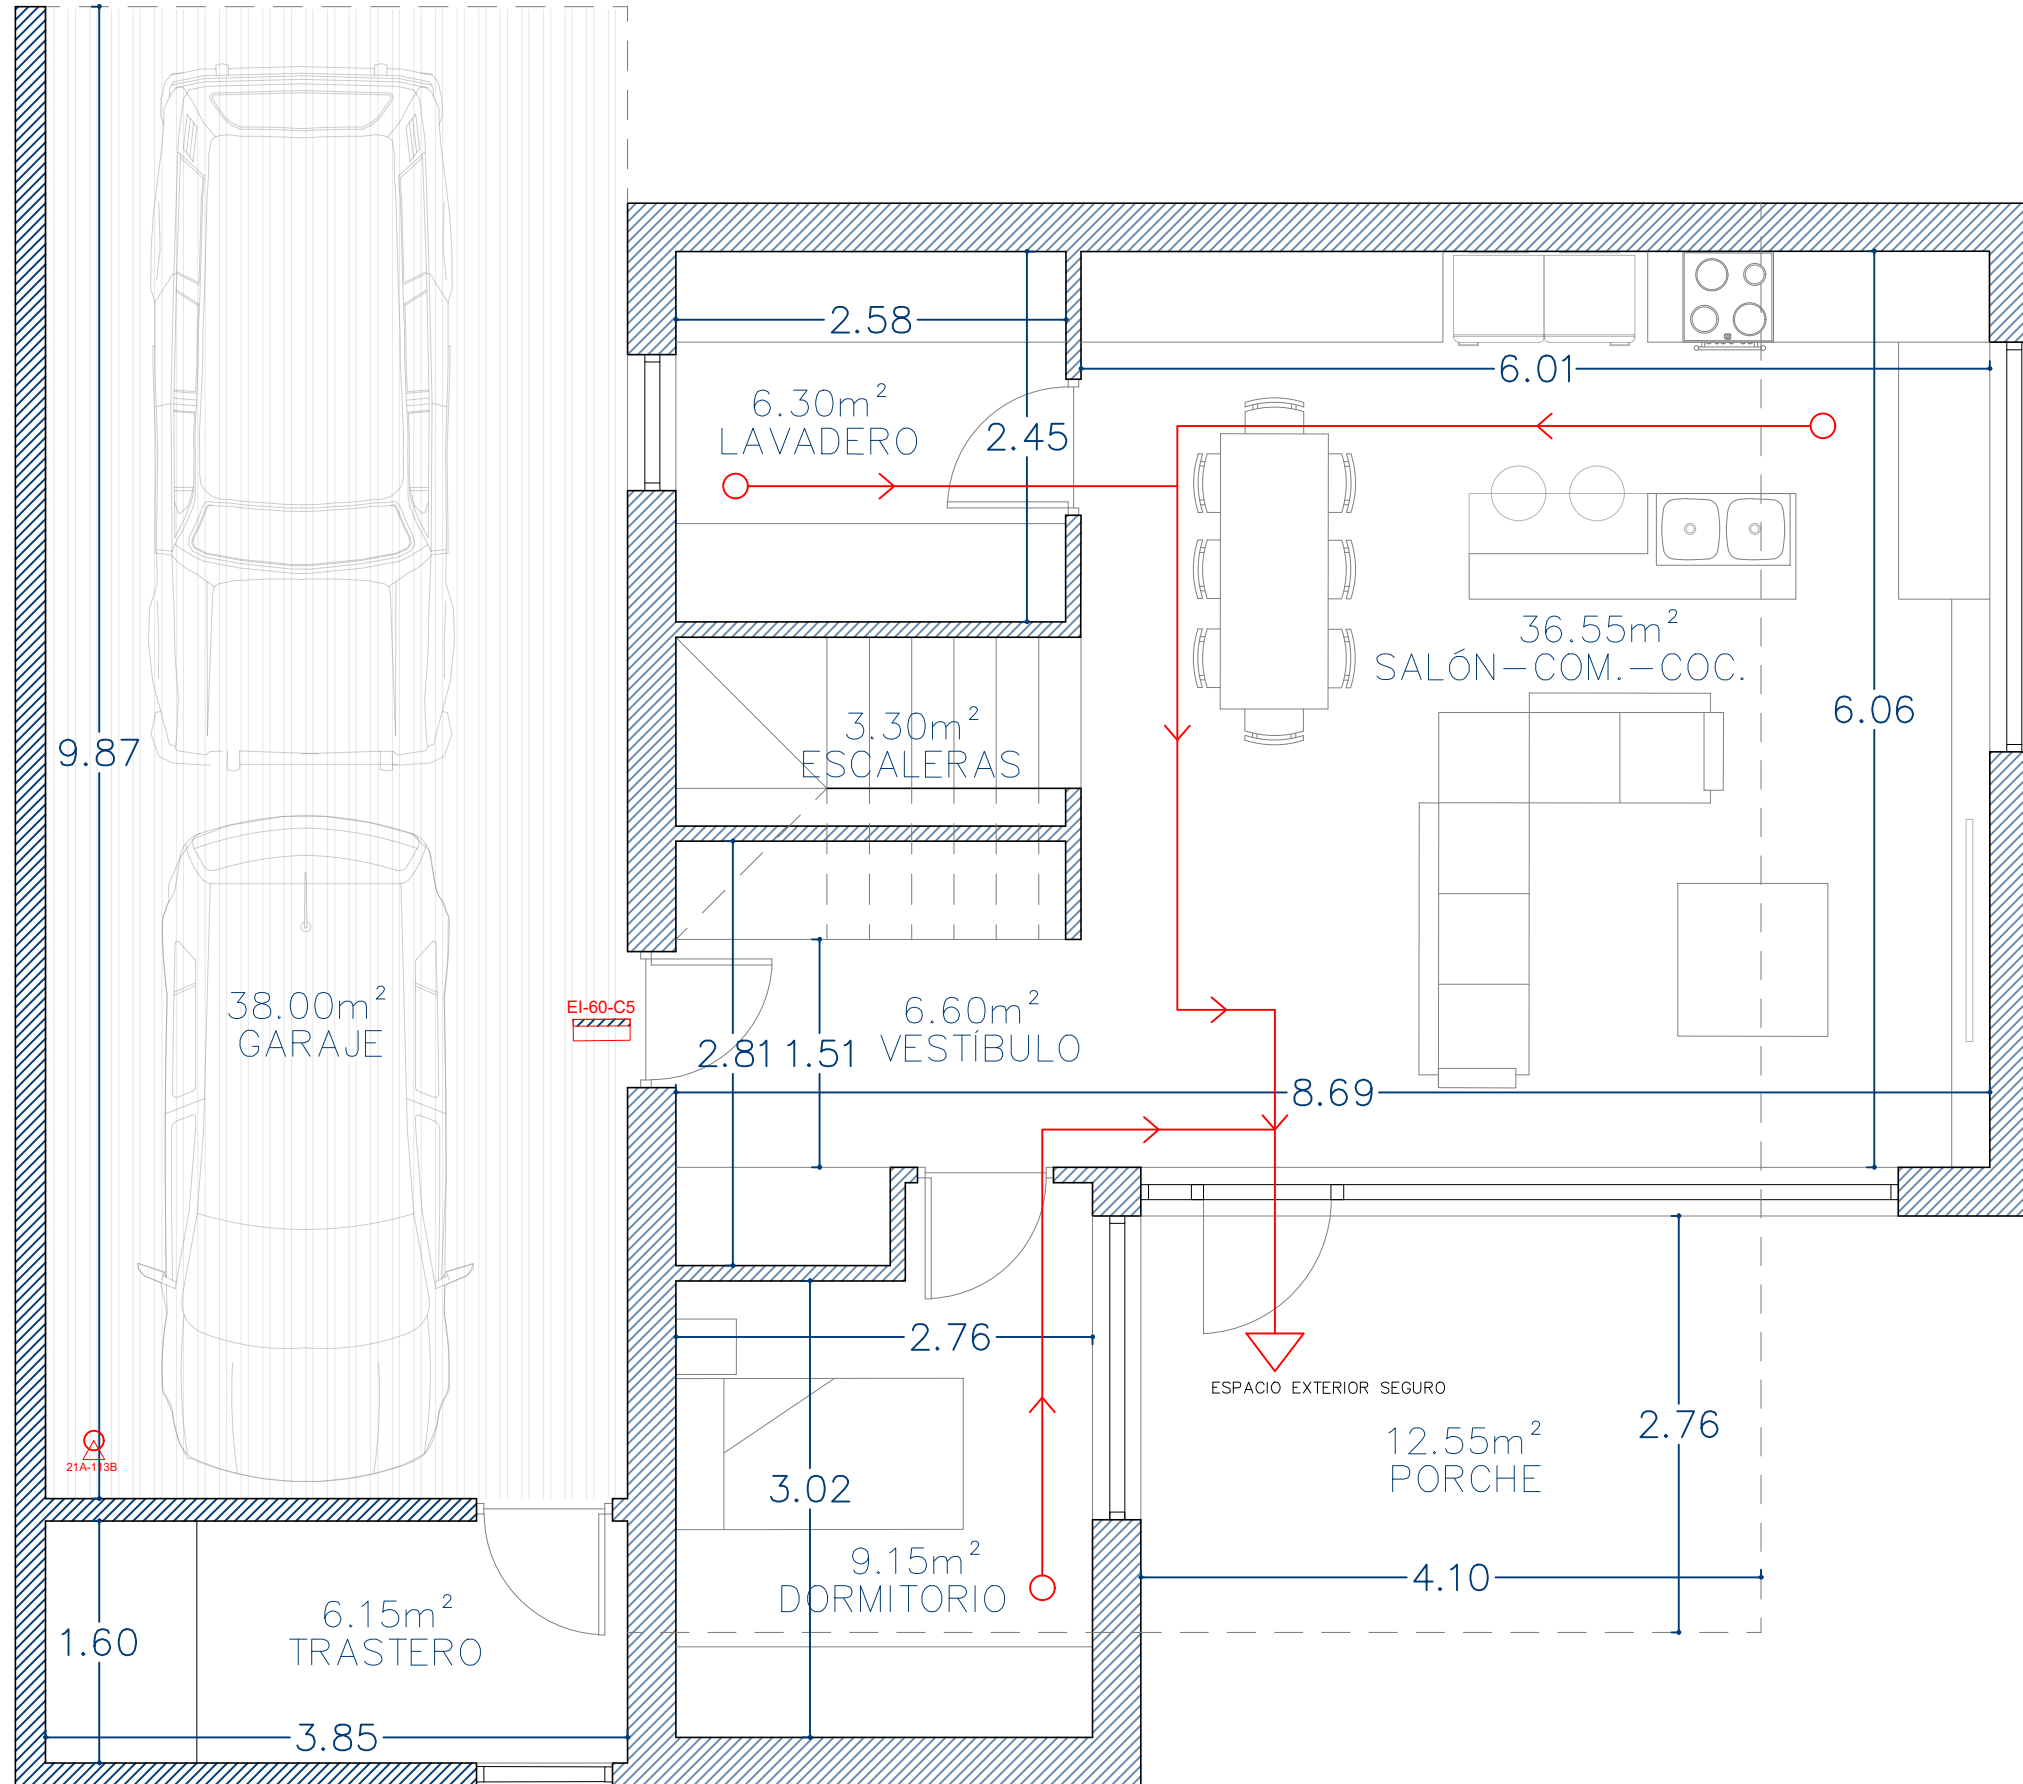 2.58
6.01
6.30m²
LAVADERO
2.45
36.55m²
SALÓN-COM.-COC.
6.06
3.30m²
ESCALERAS
9.87
38.00m²
GARAJE
EI-60-C5
6.60m²
VESTÍBULO
2.81
1.51
8.69
2.76
ESPACIO EXTERIOR SEGURO
12.55m²
PORCHE
2.76
21A-113B
3.02
9.15m²
DORMITORIO
4.10
6.15m²
TRASTERO
1.60
3.85